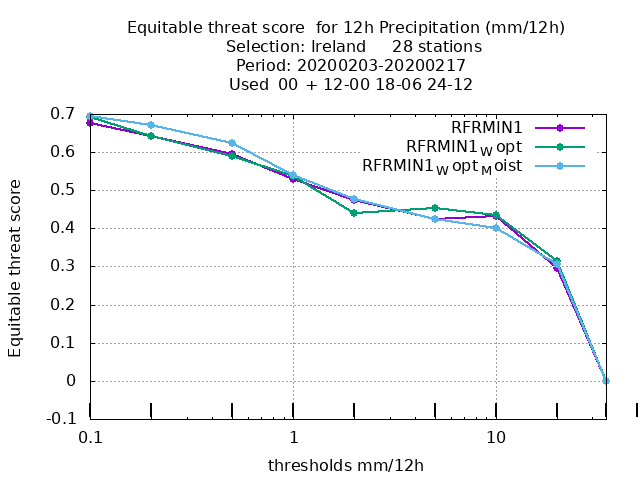 Equitable threat score  for 12h Precipitation (mm/12h)
Selection: Ireland     28 stations
Period: 20200203-20200217
Used  00 + 12-00 18-06 24-12
0.7
0.6
0.5
0.4
0.3
0.2
0.1
0
-0.1
Equitable threat score
RFRMIN1
RFRMIN1Wopt
RFRMIN1WoptMoist
0.1 1 10
thresholds mm/12h